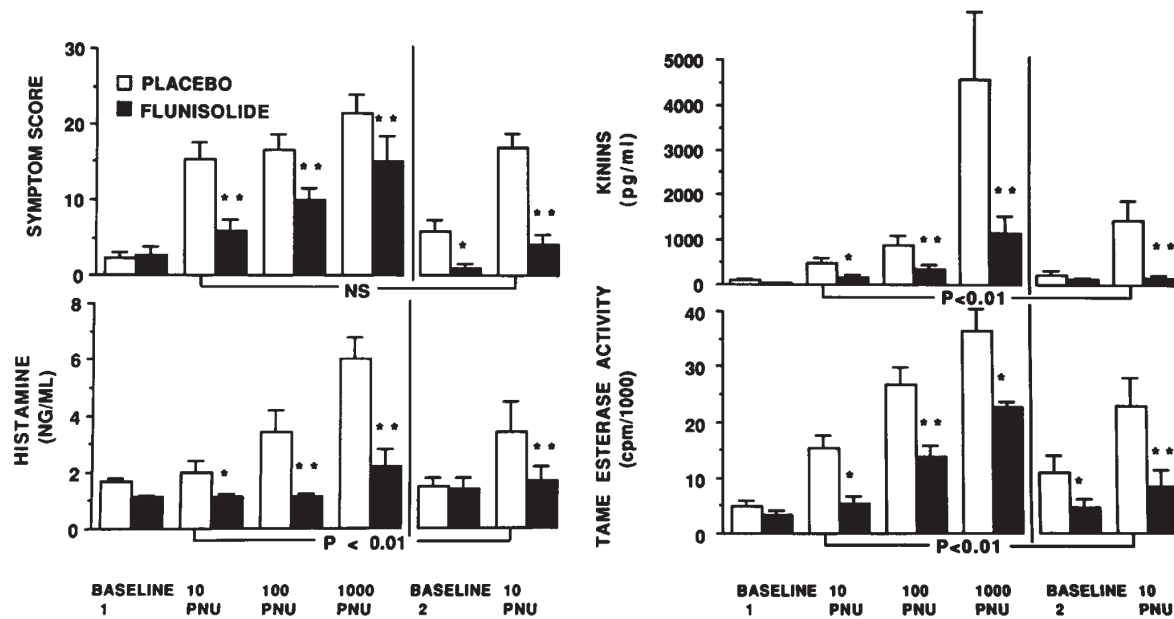 30
20
10
0
SYMPTOM SCORE
PLACEBO
FLUNISOLIDE
* *
* *
* *
*
* *
NS
8
6
4
2
0
HISTAMINE
(NG/ML)
*
* *
* *
* *
P < 0.01
BASELINE 10 100 1000 BASELINE 10
1 PNU PNU PNU 2 PNU
5000
4000
5000
2000
1000
0
KININS
(pg/ml)
*
* *
* *
* *
P<0.01
40
30
20
10
0
TAME ESTERASE ACTIVITY
(cpm/1000)
*
* *
*
*
* *
P<0.01
BASELINE 10 100 1000 BASELINE 10
1 PNU PNU PNU 2 PNU